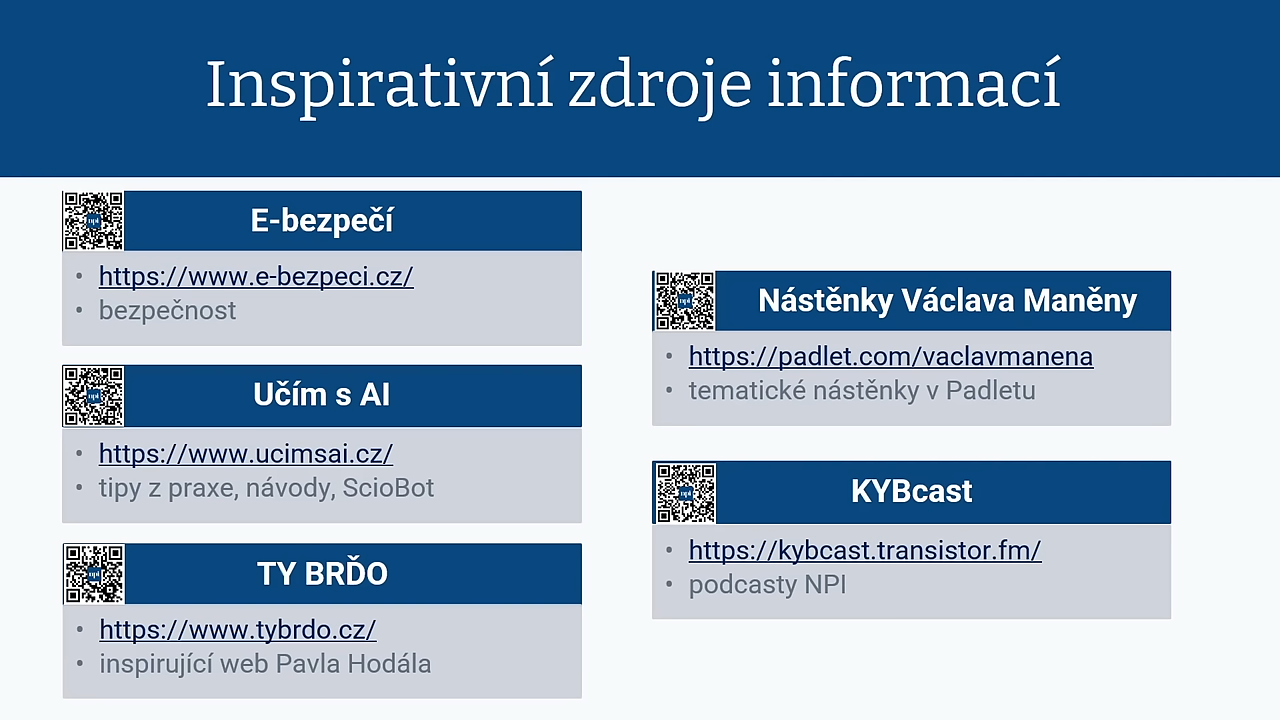 Inspirativní zdroje informací
E-bezpečí
https://www.e-bezpeci.cz/
bezpečnost
Učím s AI
https://www.ucimsai.cz/
tipy z praxe, návody, ScioBot
TY BRĎO
https://www.tybrdo.cz/
inspirující web Pavla Hodála
Nástěnky Václava Maněny
https://padlet.com/vaclavmanena
tematické nástěnky v Padletu
KYBcast
https://kybcast.transistor.fm/
podcasty NPI